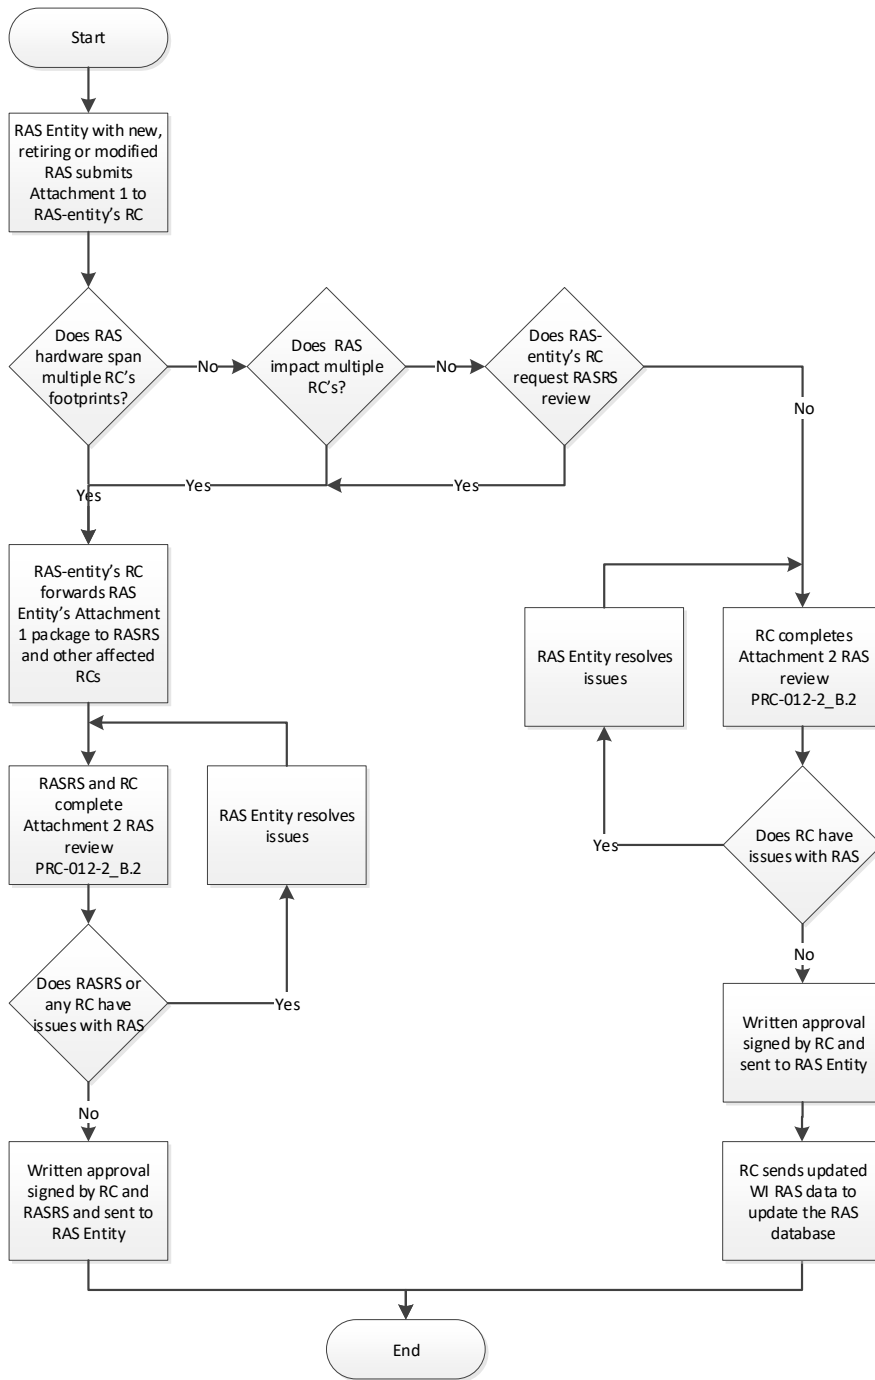 Start
RAS Entity with new,
retiring or modified
RAS submits
Attachment 1 to
RAS-entity’s RC
Does RAS
hardware span
multiple RC’s
footprints?
No
Does RAS
impact multiple
RC’s?
No
Does RAS-
entity’s RC
request RASRS
review
No
Yes
Yes
Yes
RAS-entity’s RC
forwards RAS
Entity’s Attachment
1 package to RASRS
and other affected
RCs
RASRS and RC
complete
Attachment 2 RAS
review
PRC-012-2_B.2
RAS Entity resolves
issues
Does RASRS or
any RC have
issues with RAS
Yes
No
Written approval
signed by RC and
RASRS and sent to
RAS Entity
RAS Entity resolves
issues
RC completes
Attachment 2 RAS
review
PRC-012-2_B.2
Yes
Does RC have
issues with RAS
No
Written approval
signed by RC and
sent to RAS Entity
RC sends updated
WI RAS data to
update the RAS
database
End